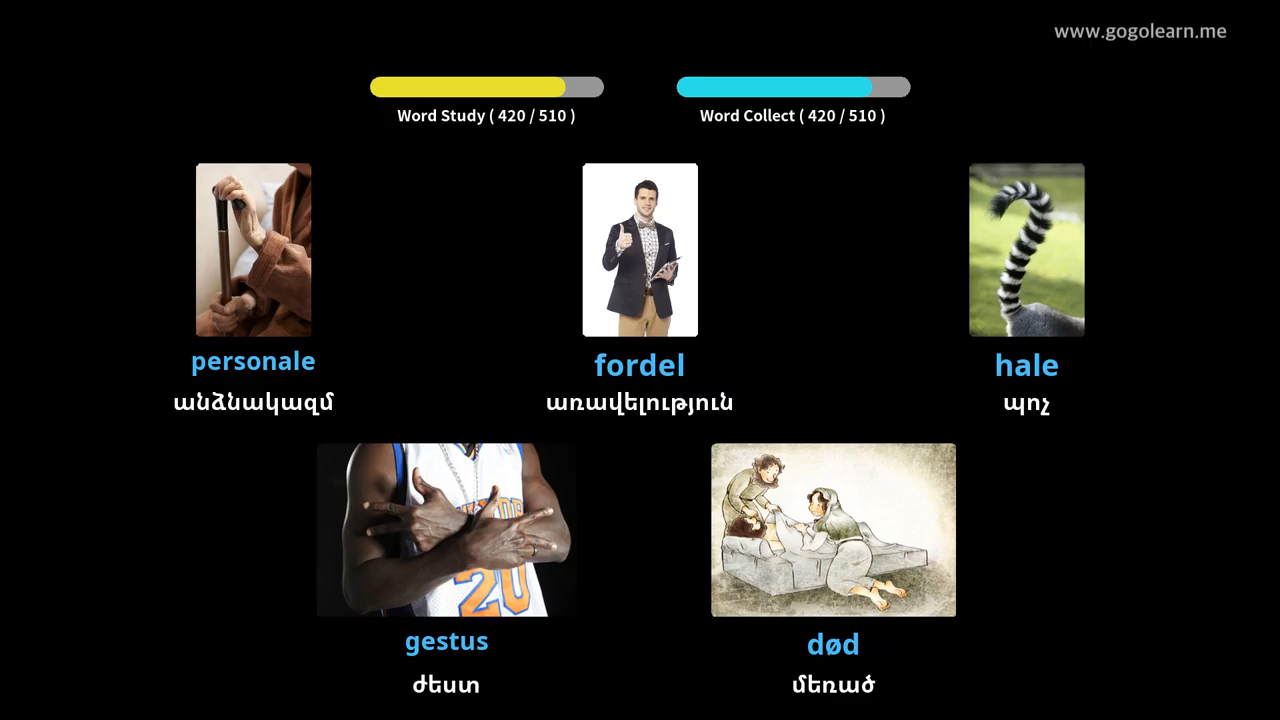 www.gogolearn.me
Word Study ( 420 / 510 )
Word Collect ( 420 / 510 )
personale
fordel
hale
անձնակազմ
առավելություն
պոչ
20
gestus
død
ժեստ
մեռած